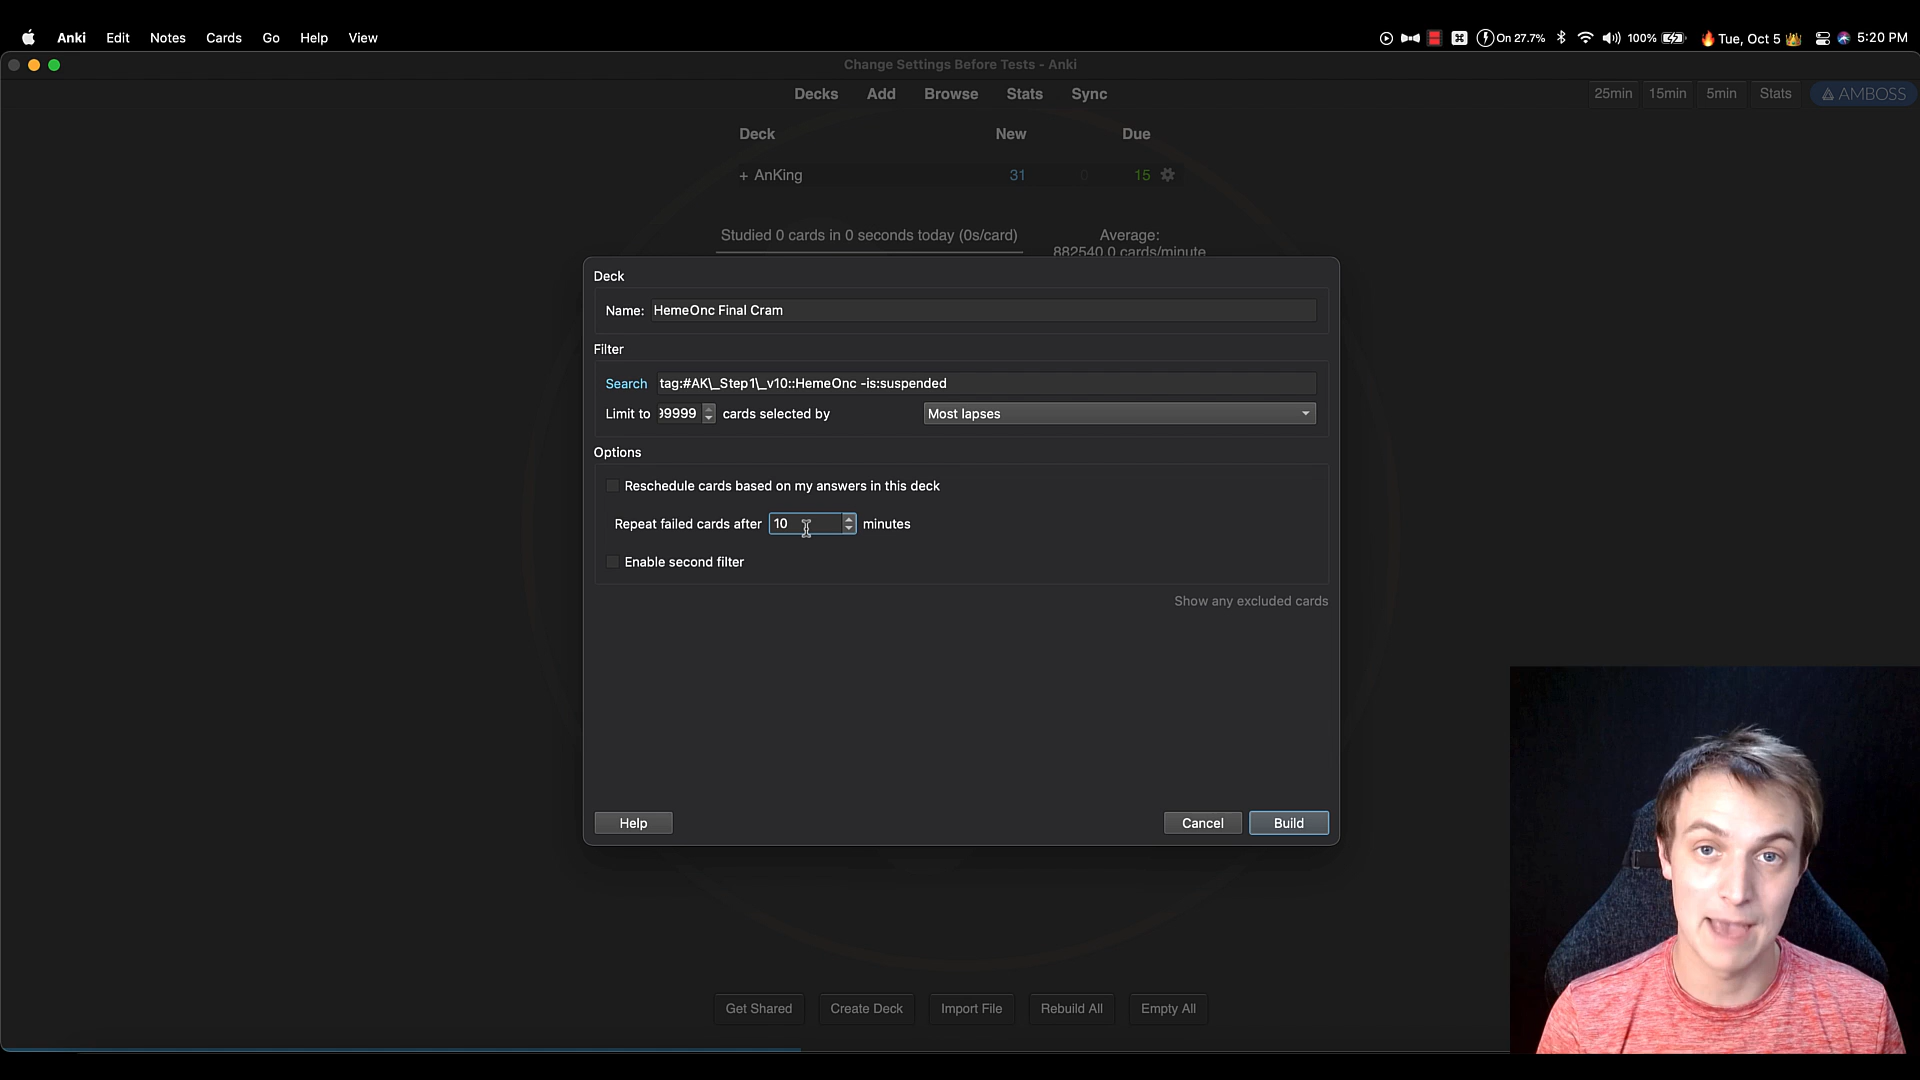 Anki Edit Notes Cards Go Help View
On 27.7% 100% Tue, Oct 5 5:20 PM
Change Settings Before Tests - Anki
Decks Add Browse Stats Sync
25min 15min 5min Stats AMBOSS
Deck New Due
+ AnKing 31 0 15
Studied 0 cards in 0 seconds today (0s/card)
Average:
882540.0 cards/minute
Deck
Name: HemeOnc Final Cram
Filter
Search tag:#AK\_Step1\_v10::HemeOnc -is:suspended
Limit to 99999 cards selected by Most lapses
Options
Reschedule cards based on my answers in this deck
Repeat failed cards after 10 minutes
Enable second filter
Show any excluded cards
Help Cancel Build
Get Shared Create Deck Import File Rebuild All Empty All